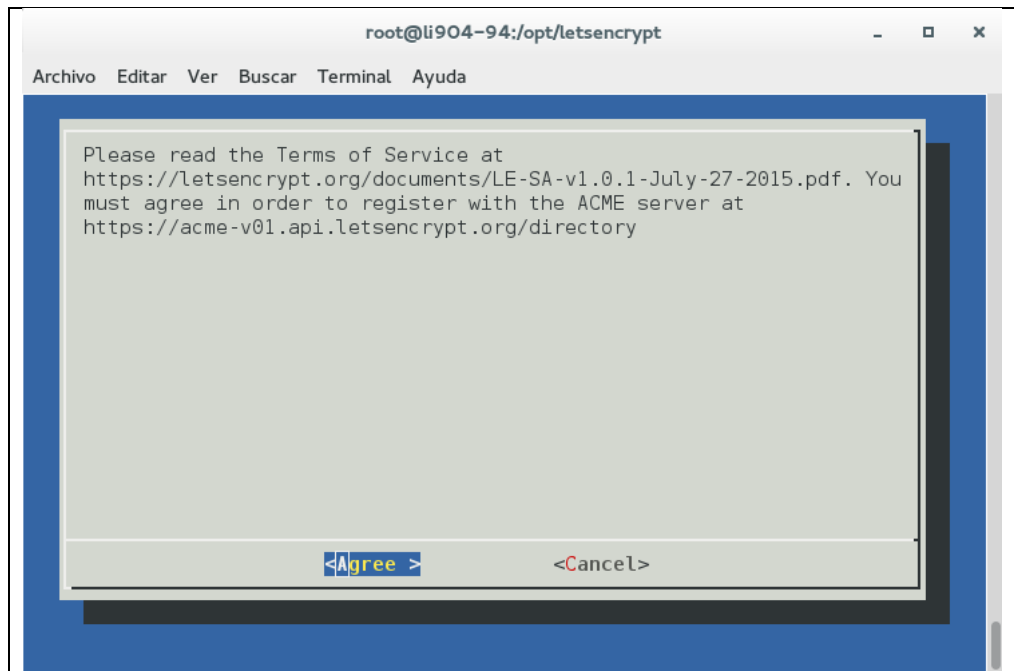 root@li904-94:/opt/letsencrypt
Archivo Editar Ver Buscar Terminal Ayuda
Please read the Terms of Service at
https://letsencrypt.org/documents/LE-SA-v1.0.1-July-27-2015.pdf. You
must agree in order to register with the ACME server at
https://acme-v01.api.letsencrypt.org/directory
<Agree > <Cancel>